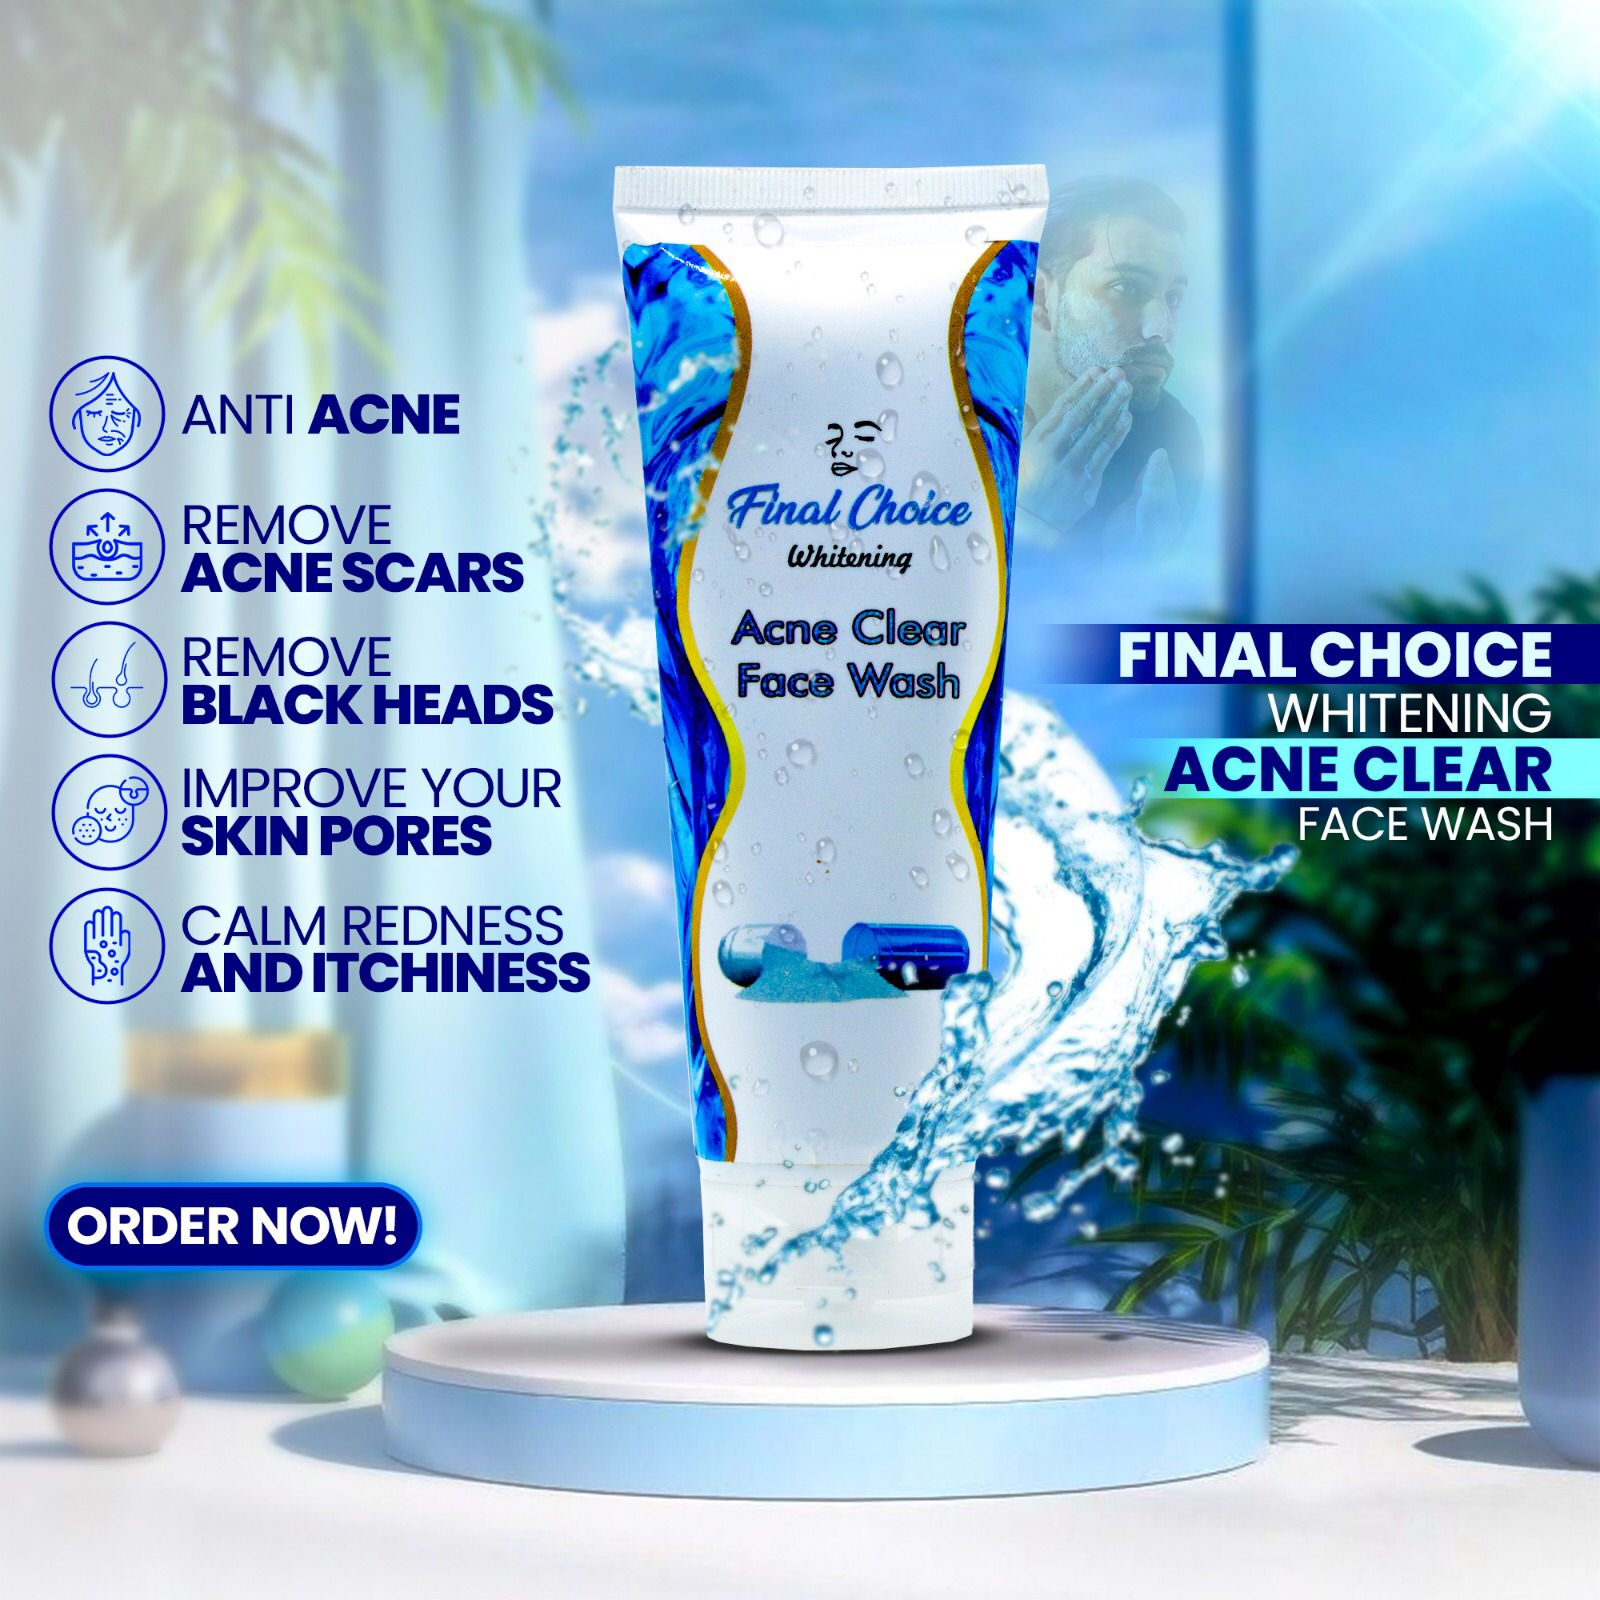 ANTI ACNE
REMOVE
ACNE SCARS
REMOVE
BLACK HEADS
IMPROVE YOUR
SKIN PORES
CALM REDNESS
AND ITCHINESS
ORDER NOW!
Final Choice
Whitening
Acne Clear
Face Wash
FINAL CHOICE
WHITENING
ACNE CLEAR
FACE WASH